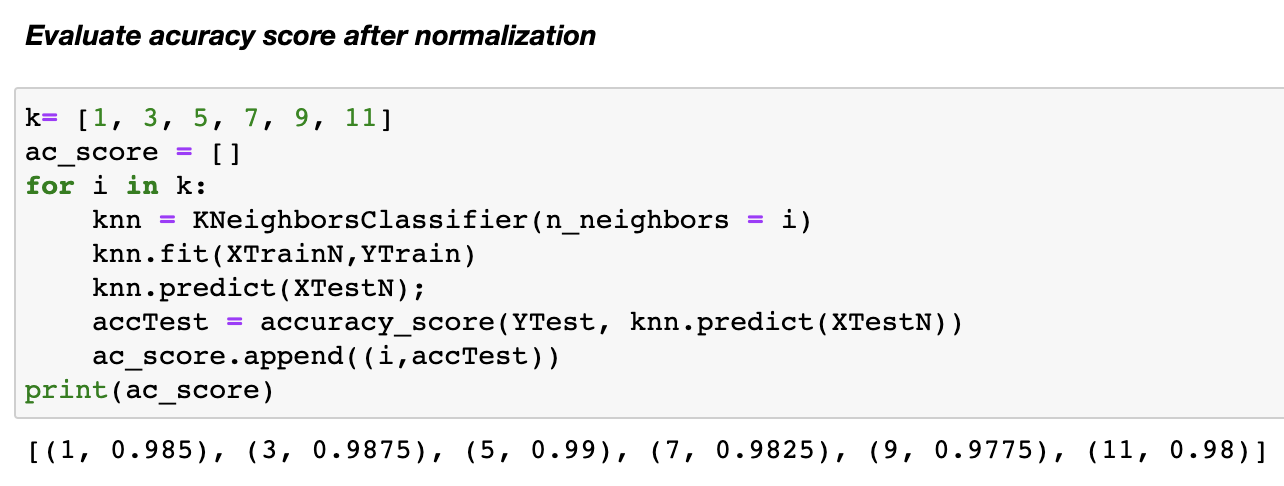 Evaluate acuracy score after normalization
k= [1, 3, 5, 7, 9, 11]
ac_score = []
for i in k:
    knn = KNeighborsClassifier(n_neighbors = i)
    knn.fit(XTrainN,YTrain)
    knn.predict(XTestN);
    accTest = accuracy_score(YTest, knn.predict(XTestN))
    ac_score.append((i,accTest))
print(ac_score)
[(1, 0.985), (3, 0.9875), (5, 0.99), (7, 0.9825), (9, 0.9775), (11, 0.98)]